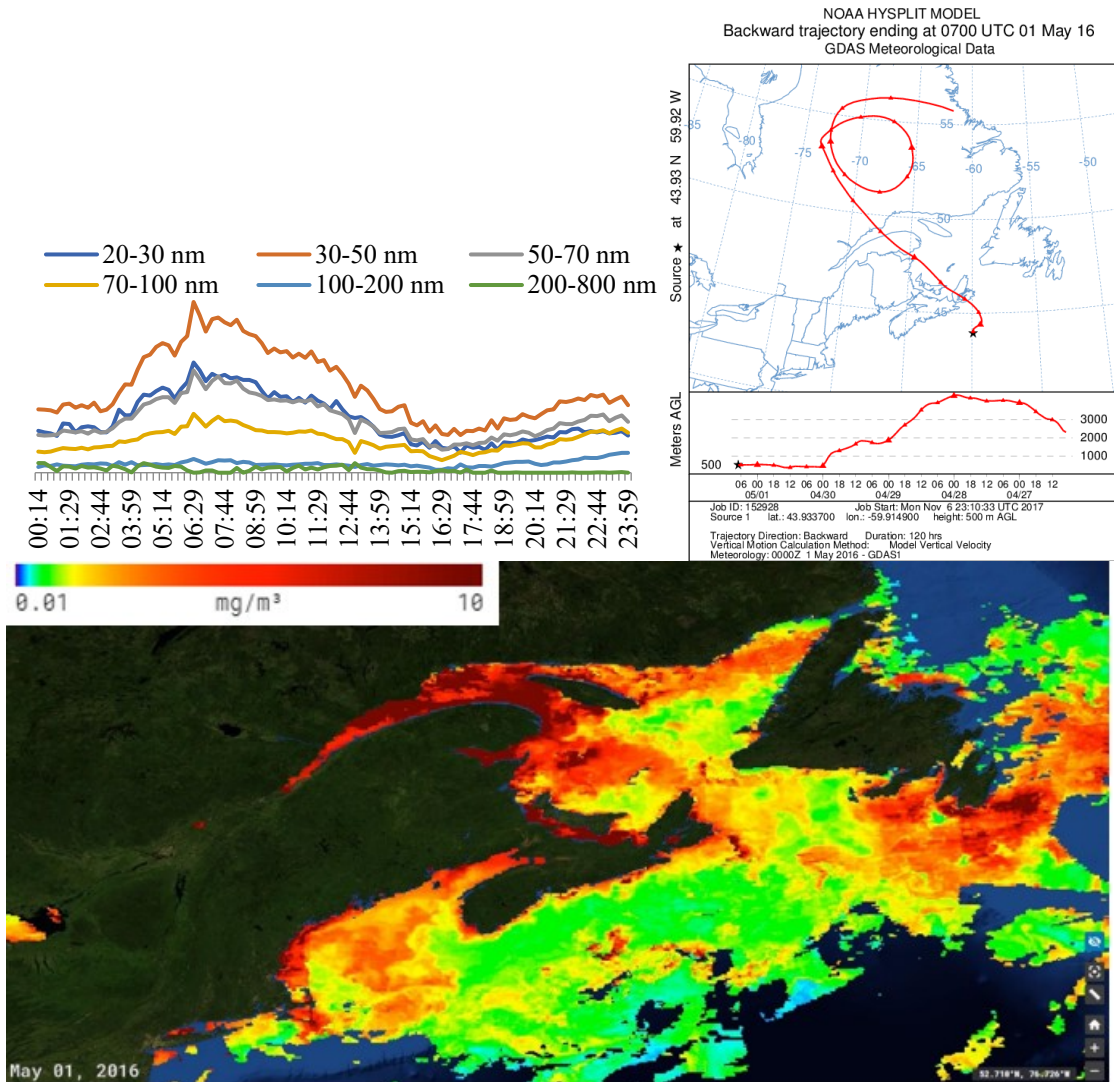 NOAA HYSPLIT MODEL
Backward trajectory ending at 0700 UTC 01 May 16
GDAS Meteorological Data
20-30 nm 30-50 nm 50-70 nm
70-100 nm 100-200 nm 200-800 nm
00:14 01:29 02:44 03:59 05:14 06:29 07:44 08:59 10:14 11:29 12:44 13:59 15:14 16:29 17:44 18:59 20:14 21:29 22:44 23:59
Source ★ at 43.93 N 59.92 W
-85 -80 -75 -70 -65 -60 -55 -50
55
50
45
Meters AGL
500
3000
2000
1000
06 00 18 12 06 00 18 12 06 00 18 12 06 00 18 12 06 00 18 12
05/01 04/30 04/29 04/28 04/27
Job ID: 152928 Job Start: Mon Nov 6 23:10:33 UTC 2017
Source 1 lat.: 43.933700 lon.: -59.914900 height: 500 m AGL
Trajectory Direction: Backward Duration: 120 hrs
Vertical Motion Calculation Method: Model Vertical Velocity
Meteorology: 0000Z 1 May 2016 - GDAS1
0.01 mg/m³ 10
May 01, 2016
52.710°N, 76.726°W